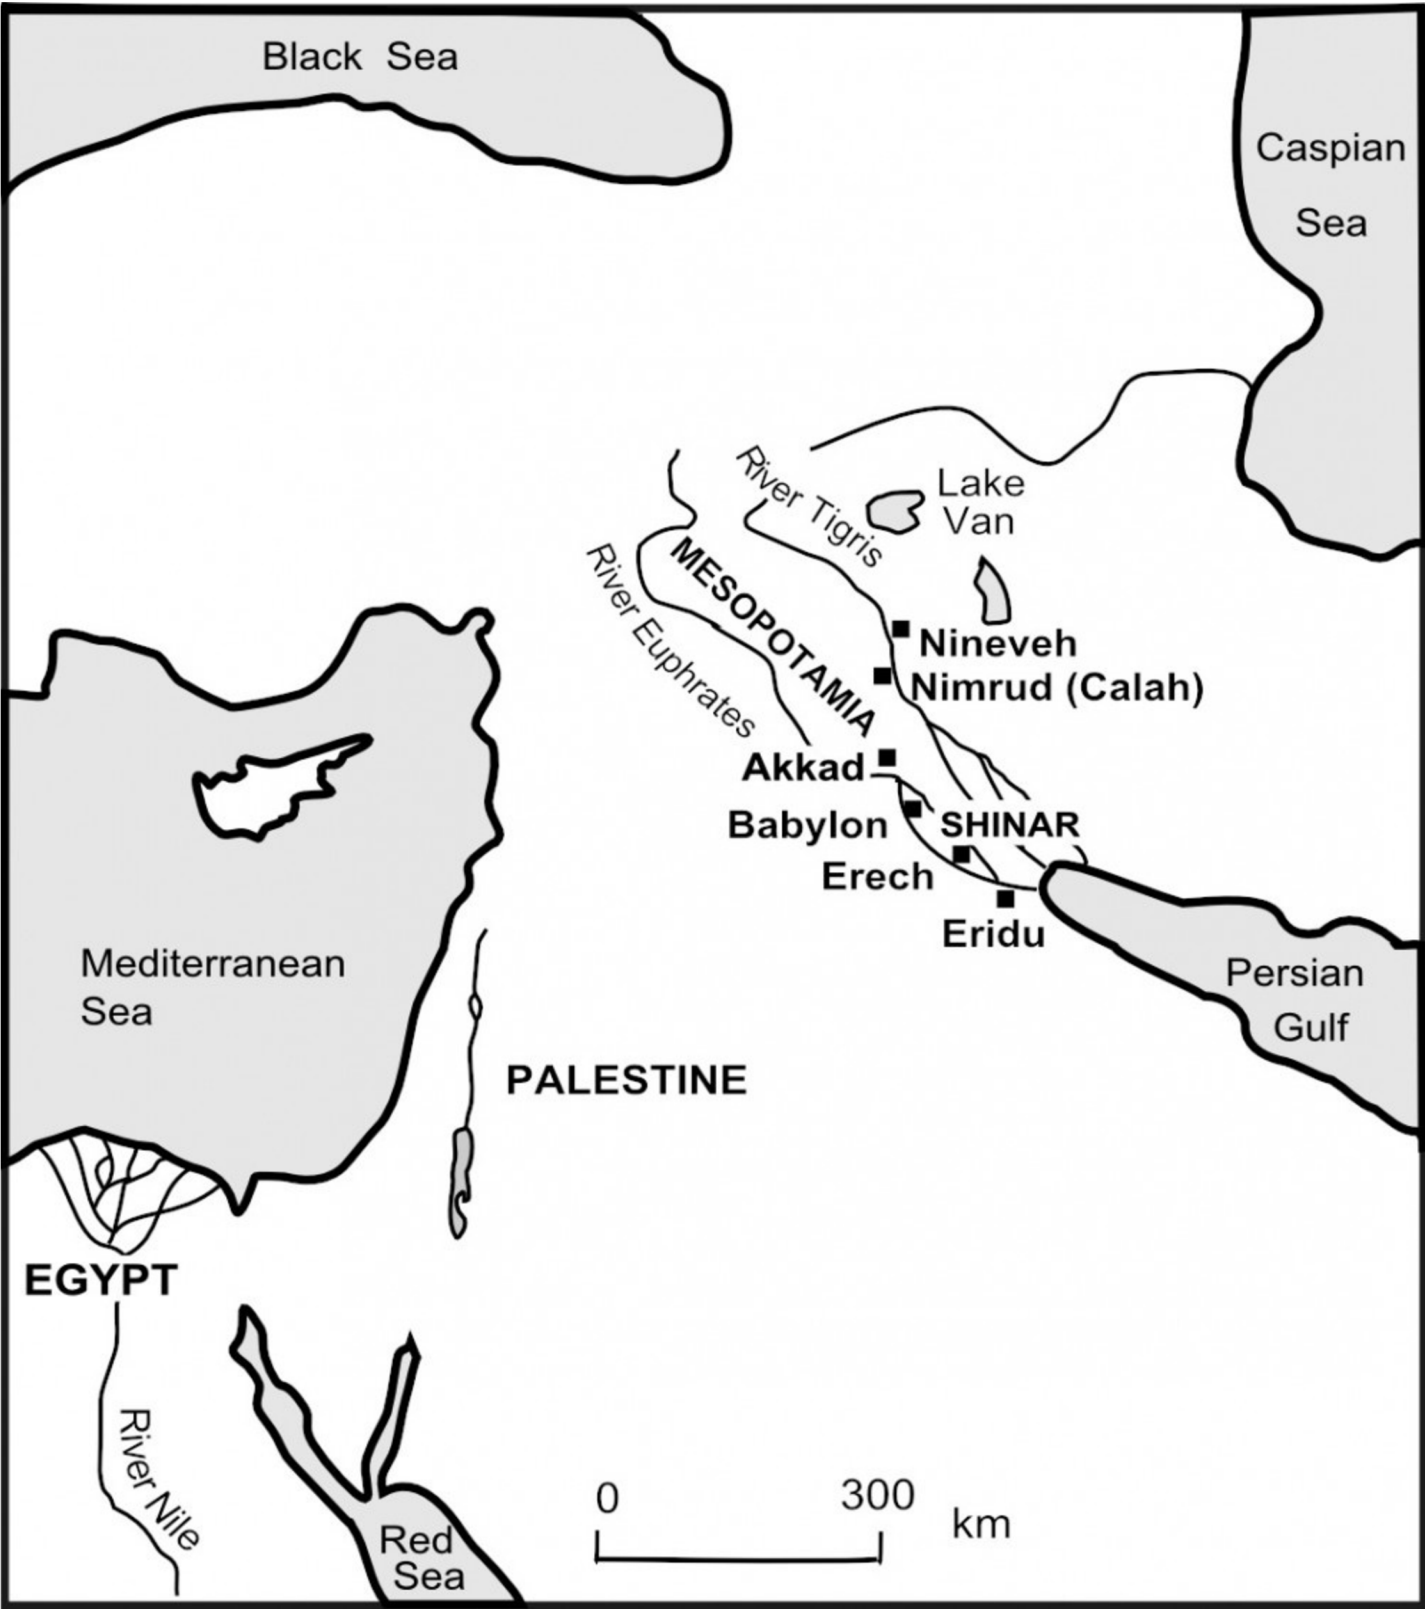 Black Sea
Caspian
Sea
River Tigris
Lake
Van
MESOPOTAMIA
River Euphrates
Nineveh
Nimrud (Calah)
Akkad
Babylon
SHINAR
Erech
Eridu
Mediterranean
Sea
Persian
Gulf
PALESTINE
EGYPT
River Nile
0
300
km
Red
Sea